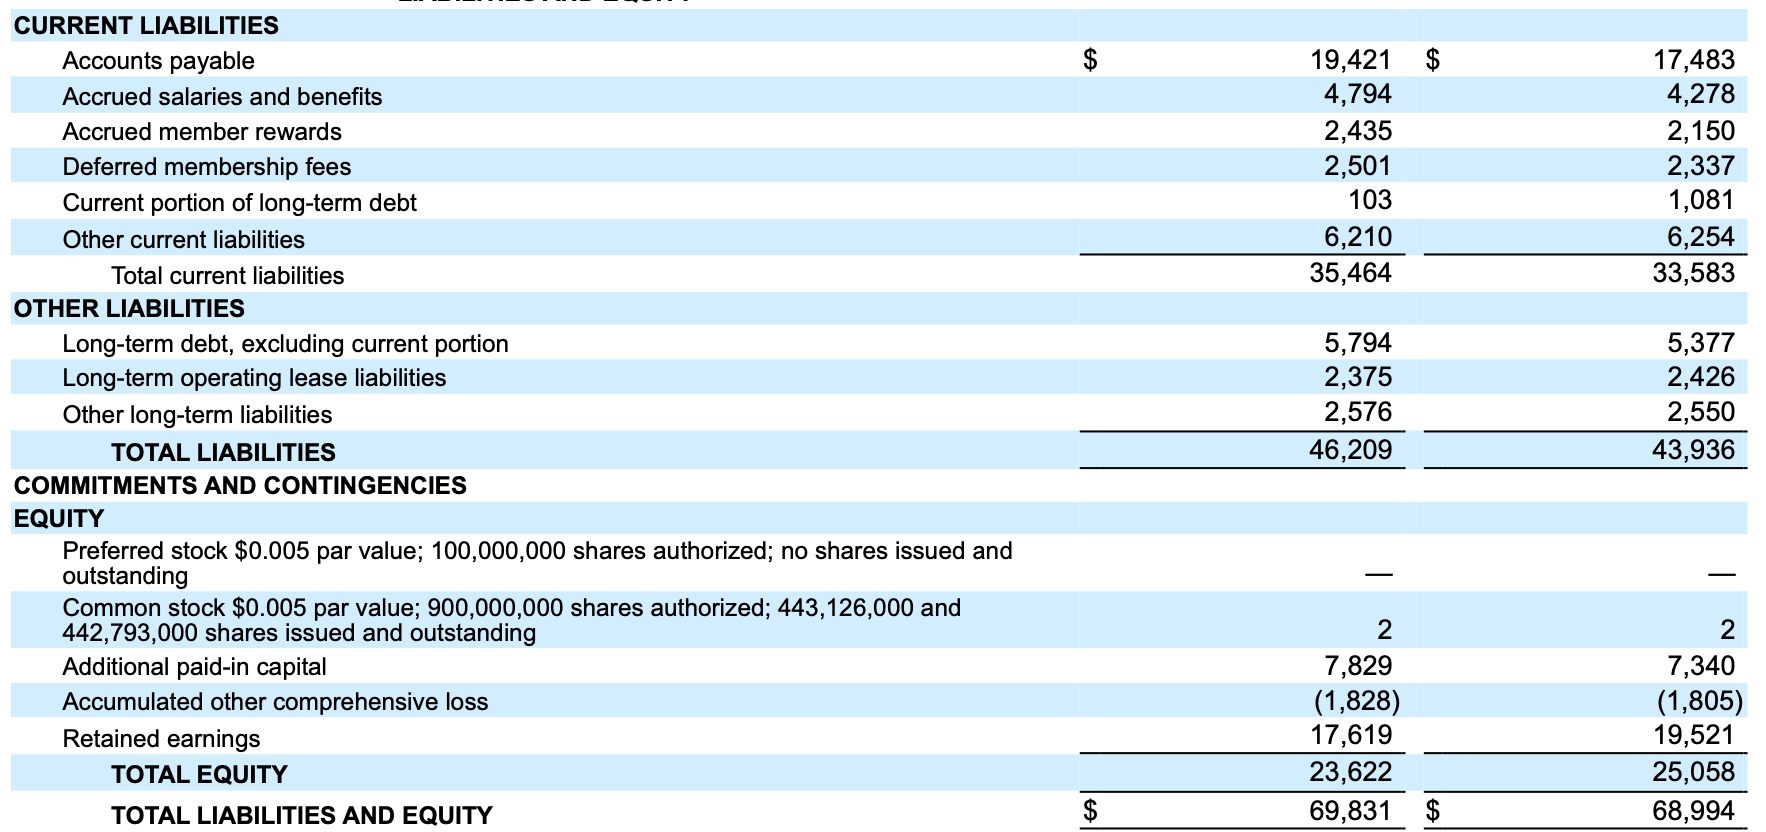 CURRENT LIABILITIES
Accounts payable $ 19,421 $ 17,483
Accrued salaries and benefits 4,794 4,278
Accrued member rewards 2,435 2,150
Deferred membership fees 2,501 2,337
Current portion of long-term debt 103 1,081
Other current liabilities 6,210 6,254
Total current liabilities 35,464 33,583
OTHER LIABILITIES
Long-term debt, excluding current portion 5,794 5,377
Long-term operating lease liabilities 2,375 2,426
Other long-term liabilities 2,576 2,550
TOTAL LIABILITIES 46,209 43,936
COMMITMENTS AND CONTINGENCIES
EQUITY
Preferred stock $0.005 par value; 100,000,000 shares authorized; no shares issued and
outstanding — —
Common stock $0.005 par value; 900,000,000 shares authorized; 443,126,000 and
442,793,000 shares issued and outstanding 2 2
Additional paid-in capital 7,829 7,340
Accumulated other comprehensive loss (1,828) (1,805)
Retained earnings 17,619 19,521
TOTAL EQUITY 23,622 25,058
TOTAL LIABILITIES AND EQUITY $ 69,831 $ 68,994